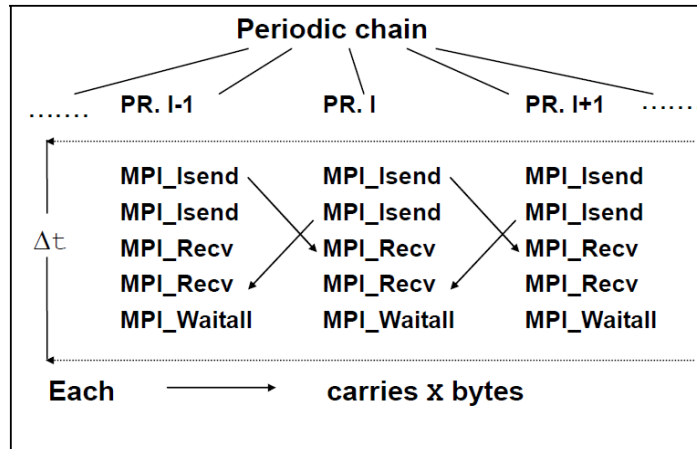 Periodic chain
....... PR. I-1 PR. I PR. I+1 ......
MPI_Isend MPI_Isend MPI_Isend
MPI_Isend MPI_Isend MPI_Isend
Δt MPI_Recv MPI_Recv MPI_Recv
MPI_Recv MPI_Recv MPI_Recv
MPI_Waitall MPI_Waitall MPI_Waitall
Each carries x bytes